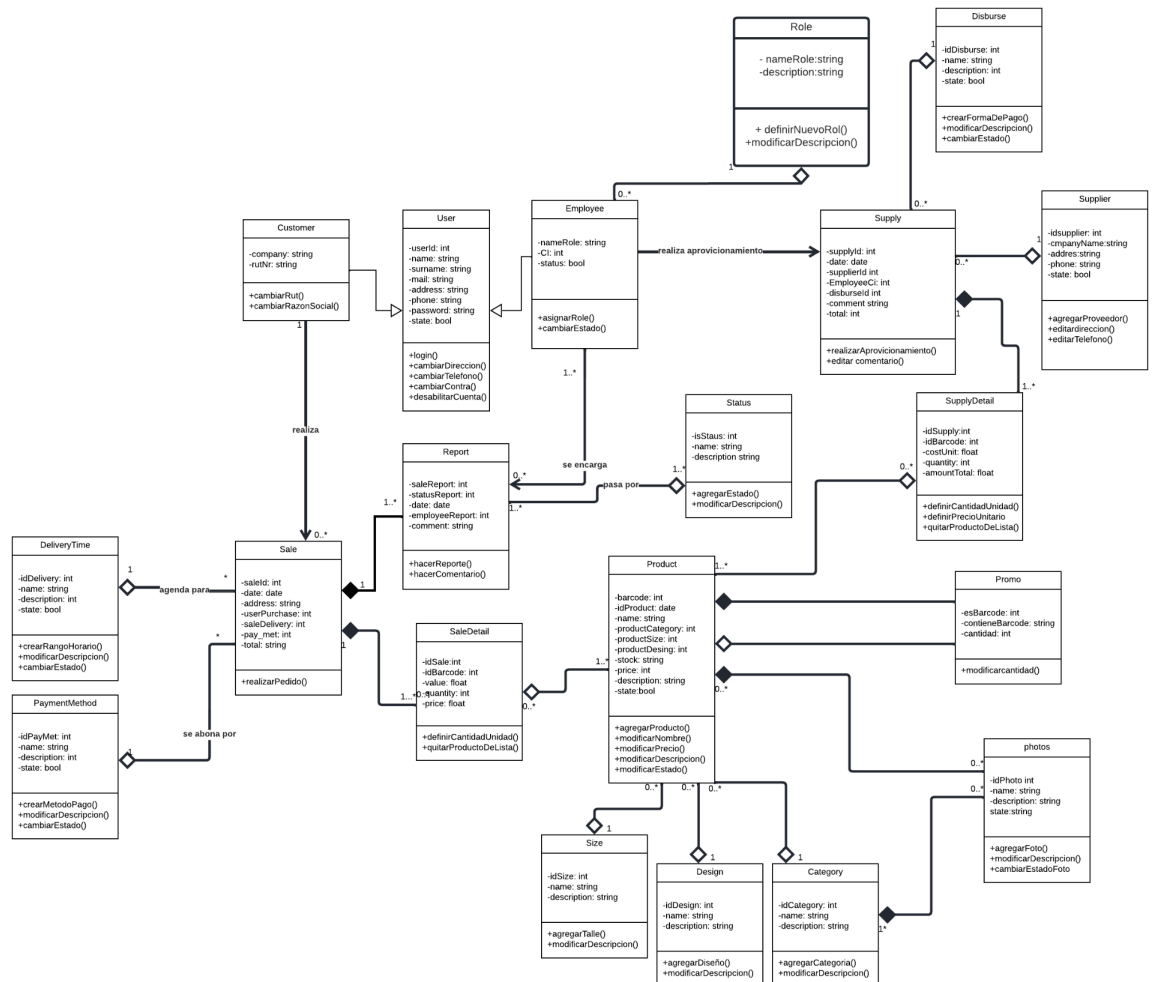 Role
- nameRole:string
-description:string
+ definirNuevoRol()
+modificarDescripcion()
1
0..*
Disburse
-idDisburse: int
-name: string
-description: int
-state: bool
+crearFormaDePago()
+modificarDescripcion()
+cambiarEstado()
1
0..*
Customer
-company: string
-rutNr: string
+cambiarRut()
+cambiarRazonSocial()
1
realiza
0..*
User
-userId: int
-name: string
-surname: string
-mail: string
-address: string
-phone: string
-password: string
-state: bool
+login()
+cambiarDireccion()
+cambiarTelefono()
+cambiarContra()
+desabilitarCuenta()
Employee
-nameRole: string
-CI: int
-status: bool
+asignarRole()
+cambiarEstado()
1..*
se encarga
0..*
realiza aprovicionamiento
Supply
-supplyId: int
-date: date
-supplierId int
-EmployeeCi: int
-disburseId int
-comment string
-total: int
+realizarAprovicionamiento()
+editar comentario()
0..*
1
1
1..*
Supplier
-idsupplier: int
-cmpanyName:string
-addres:string
-phone: string
-state: bool
+agregarProveedor()
+editardireccion()
+editarTelefono()
Status
-isStaus: int
-name: string
-description string
+agregarEstado()
+modificarDescripcion()
1..*
pasa por
1..*
SupplyDetail
-idSupply:int
-idBarcode: int
-costUnit: float
-quantity: int
-amountTotal: float
+definirCantidadUnidad()
+definirPrecioUnitario
+quitarProductoDeLista()
0..*
1..*
Report
-saleReport: int
-statusReport: int
-date: date
-employeeReport: int
-comment: string
+hacerReporte()
+hacerComentario()
1..*
1
DeliveryTime
-idDelivery: int
-name: string
-description: int
-state: bool
+crearRangoHorario()
+modificarDescripcion()
+cambiarEstado()
1
agenda para
*
Sale
-saleId: int
-date: date
-address: string
-userPurchase: int
-saleDelivery: int
-pay_met: int
-total: string
+realizarPedido()
*
1
PaymentMethod
-idPayMet: int
-name: string
-description: int
-state: bool
+crearMetodoPago()
+modificarDescripcion()
+cambiarEstado()
1
se abona por
SaleDetail
-idSale:int
-idBarcode: int
-value: float
-quantity: int
-price: float
+definirCantidadUnidad()
+quitarProductoDeLista()
0..*
1..*
Product
-barcode: int
-idProduct: date
-name: string
-productCategory: int
-productSize: int
-productDesing: int
-stock: string
-price: int
-description: string
-state:bool
+agregarProducto()
+modificarNombre()
+modificarPrecio()
+modificarDescripcion()
+modificarEstado()
0..*
0..*
0..*
0..*
Promo
-esBarcode: int
-contieneBarcode: string
-cantidad: int
+modificarcantidad()
photos
-idPhoto int
-name: string
-description: string
state:string
+agregarFoto()
+modificarDescripcion()
+cambiarEstadoFoto
0..*
0..*
Size
-idSize: int
-name: string
-description: string
+agregarTalle()
+modificarDescripcion()
1
Design
-idDesign: int
-name: string
-description: string
+agregarDiseño()
+modificarDescripcion()
1
Category
-idCategory: int
-name: string
-description: string
+agregarCategoria()
+modificarDescripcion()
1
1*